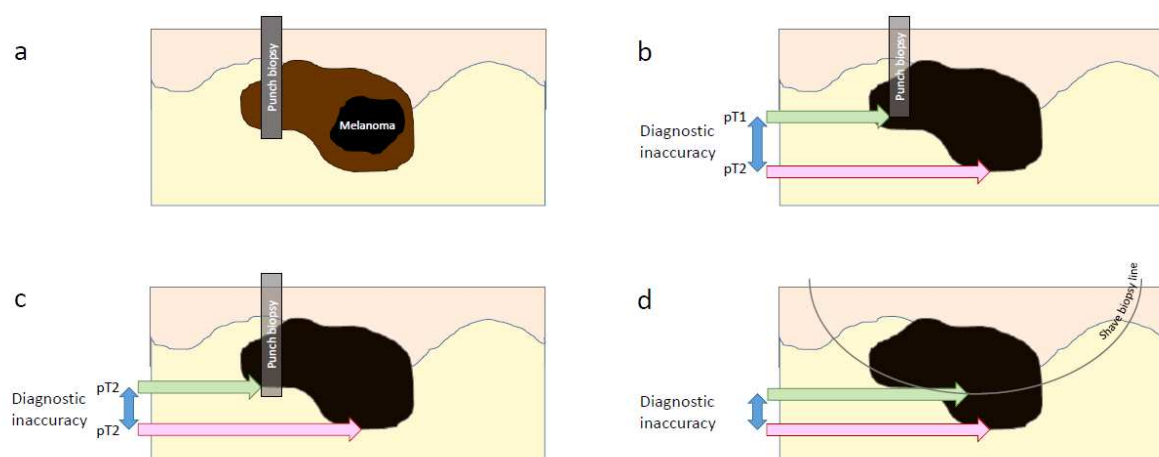 a
Punch biopsy
Melanoma
b
Punch biopsy
pT1
Diagnostic
inaccuracy
pT2
c
Punch biopsy
pT2
Diagnostic
inaccuracy
pT2
d
Shave biopsy line
Diagnostic
inaccuracy